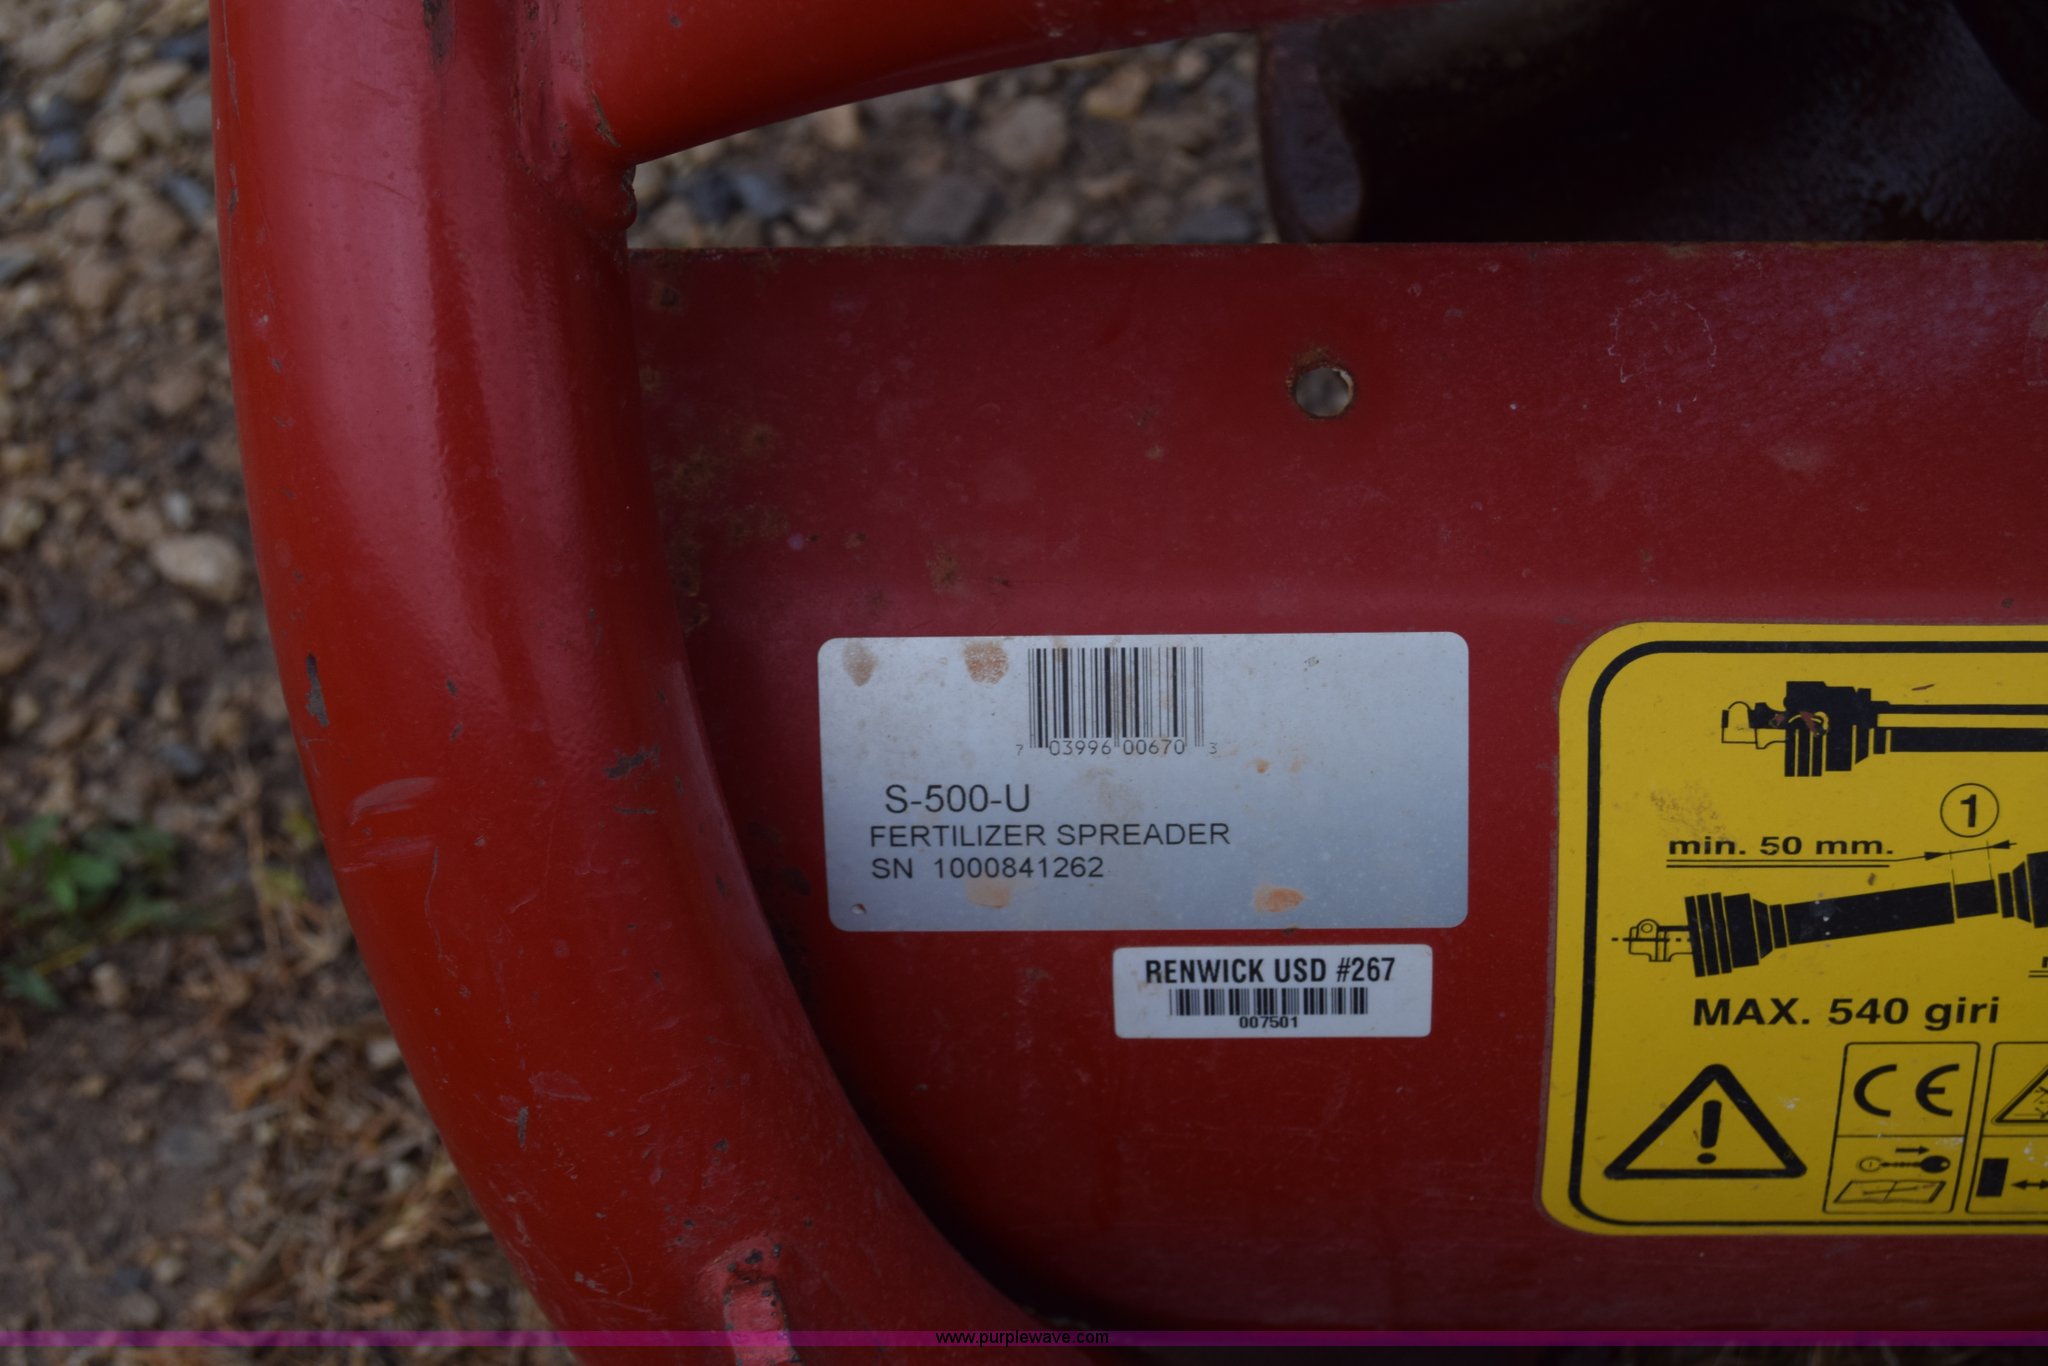 7 03996 00670 3
S-500-U
FERTILIZER SPREADER
SN 1000841262
RENWICK USD #267
007501
1
min. 50 mm.
MAX. 540 giri
CE
www.purplewave.com